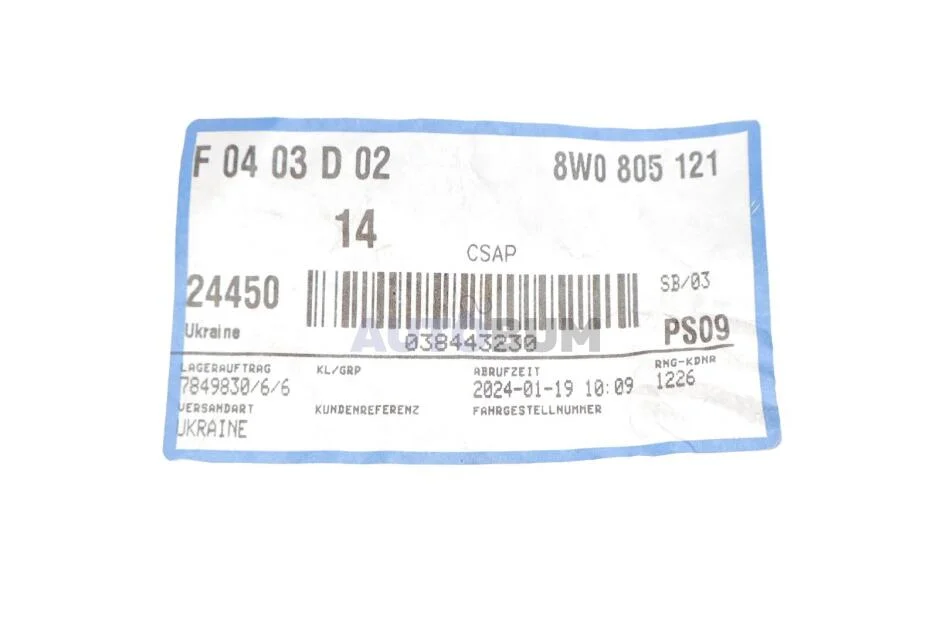 F 04 03 D 02
8W0 805 121
14
CSAP
24450
SB/03
Ukraine
AUTOBUM
PS09
038443230
LAGERAUFTRAG
KL/GRP
ABRUFZEIT
RNG-KDNR
7849830/6/6
2024-01-19 10:09
1226
VERSANDART
KUNDENREFERENZ
FAHRGESTELLNUMMER
UKRAINE